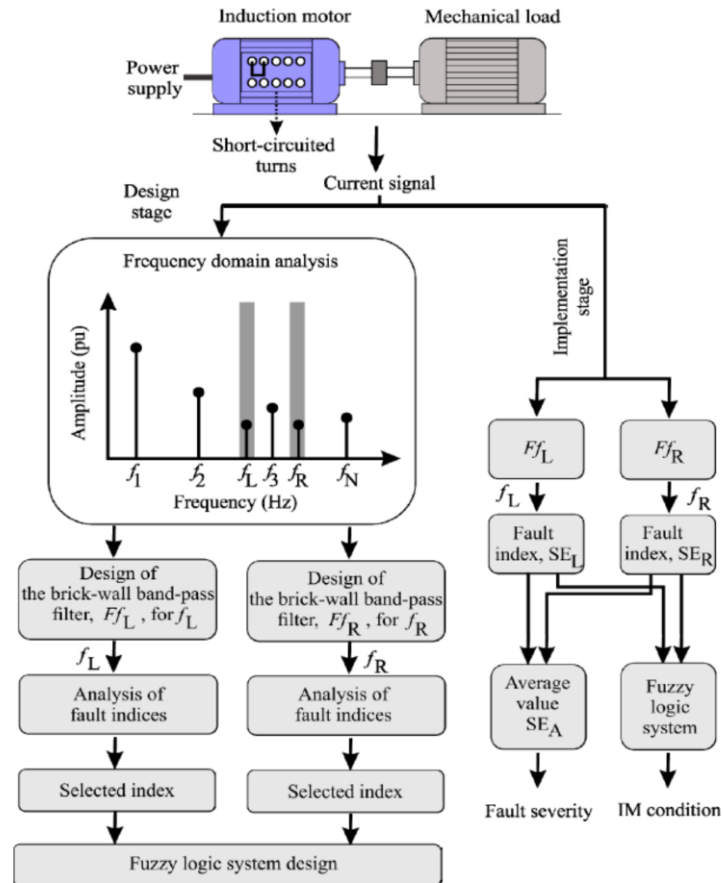 Induction motor
Mechanical load
Power
supply
Short-circuited
turns
Current signal
Design
stage
Implementation
stage
Frequency domain analysis
Amplitude (pu)
f1 f2 fL f3 fR fN
Frequency (Hz)
Design of
the brick-wall band-pass
filter, FfL , for fL
Design of
the brick-wall band-pass
filter, FfR , for fR
fL
fR
Analysis of
fault indices
Analysis of
fault indices
Selected index
Selected index
Fuzzy logic system design
FfL
FfR
fL
fR
Fault
index, SEL
Fault
index, SER
Average
value
SEA
Fuzzy
logic
system
Fault severity
IM condition